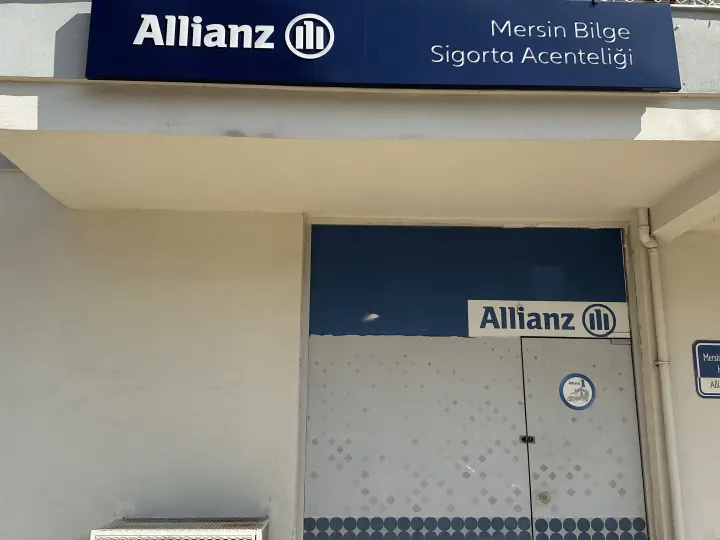 Allianz
Mersin Bilge
Sigorta Acenteliği
Allianz